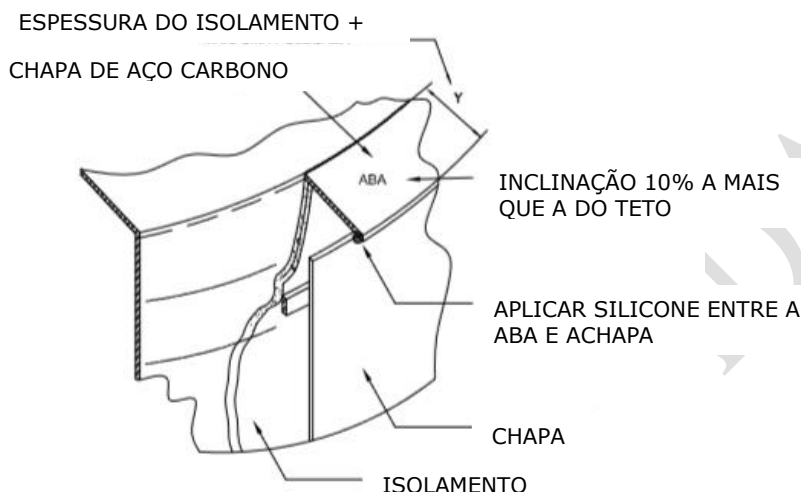 ESPESSURA DO ISOLAMENTO +
CHAPA DE AÇO CARBONO
Y
ABA
INCLINAÇÃO 10% A MAIS
QUE A DO TETO
APLICAR SILICONE ENTRE A
ABA E ACHAPA
CHAPA
ISOLAMENTO